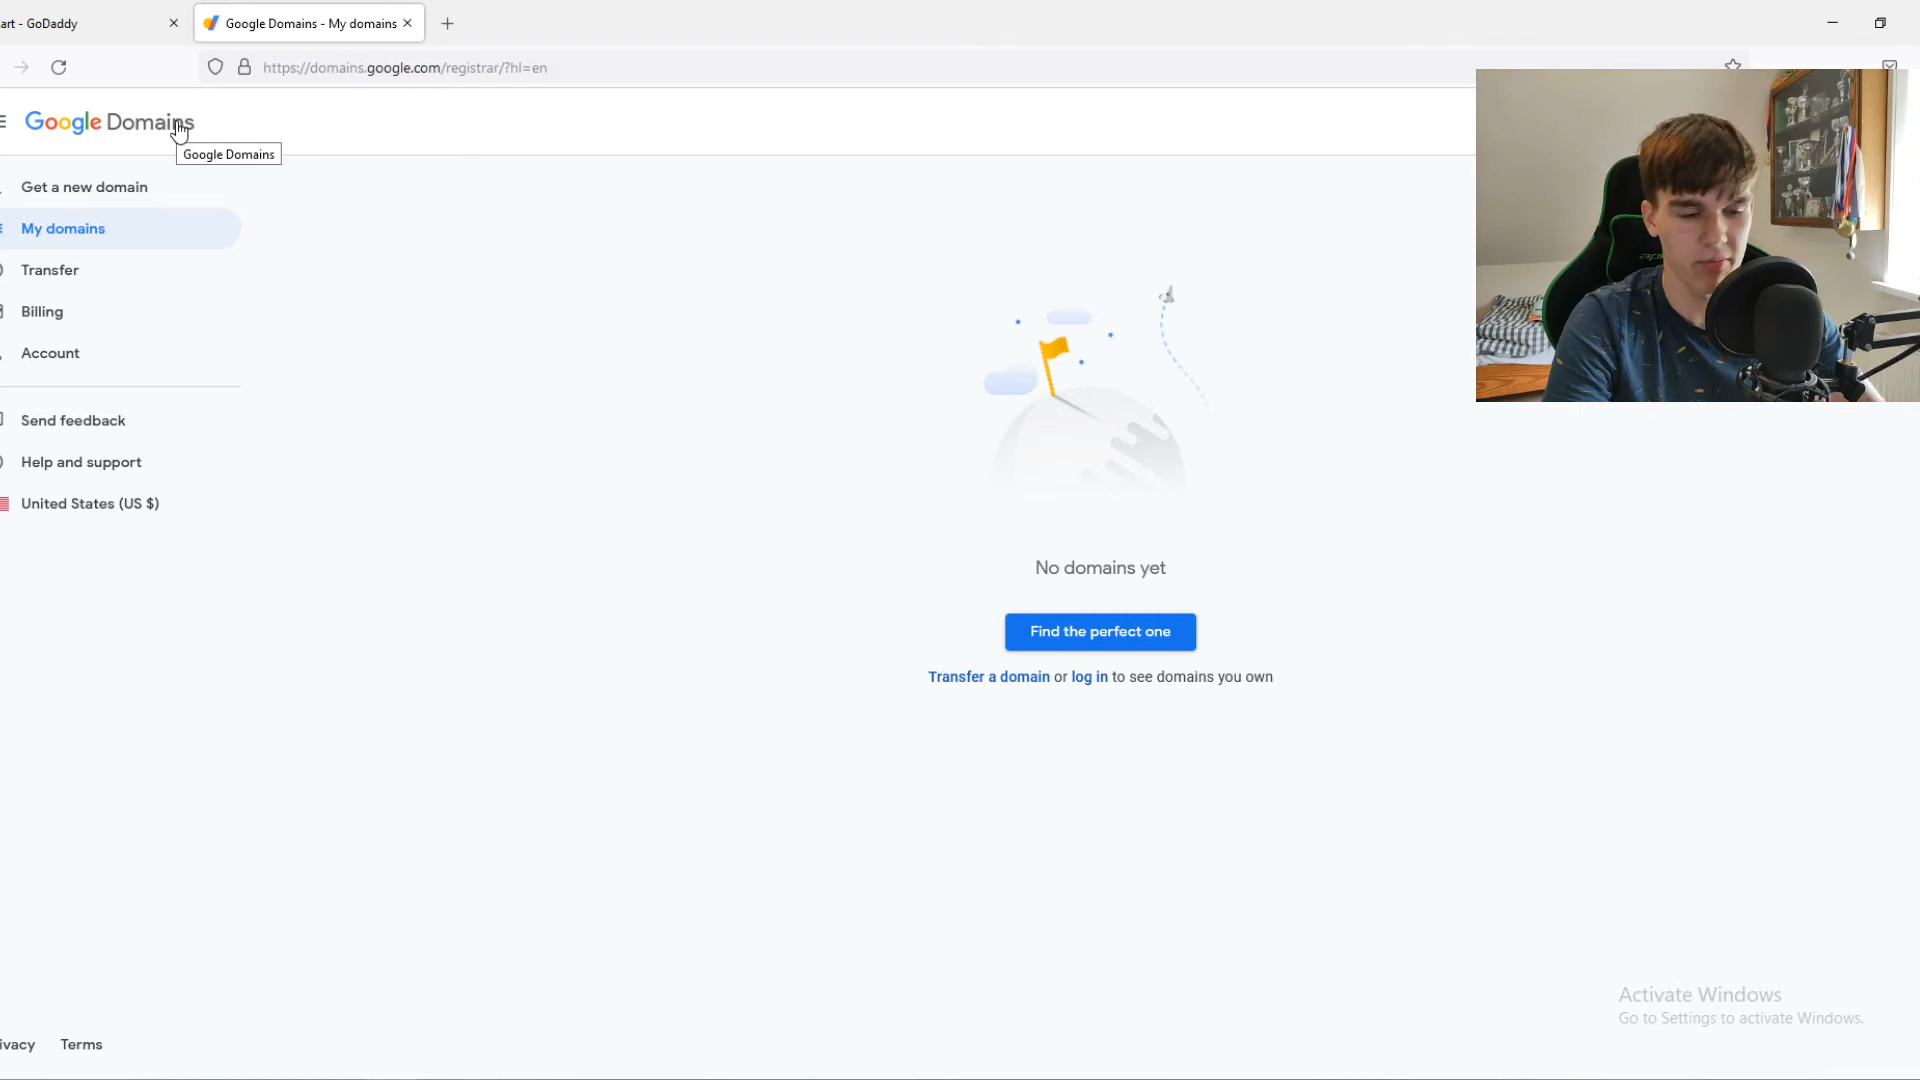 art - GoDaddy
Google Domains - My domains
https://domains.google.com/registrar/?hl=en
Google Domains
Google Domains
Get a new domain
My domains
Transfer
Billing
Account
Send feedback
Help and support
United States (US $)
No domains yet
Find the perfect one
Transfer a domain or log in to see domains you own
Activate Windows
Go to Settings to activate Windows.
ivacy
Terms